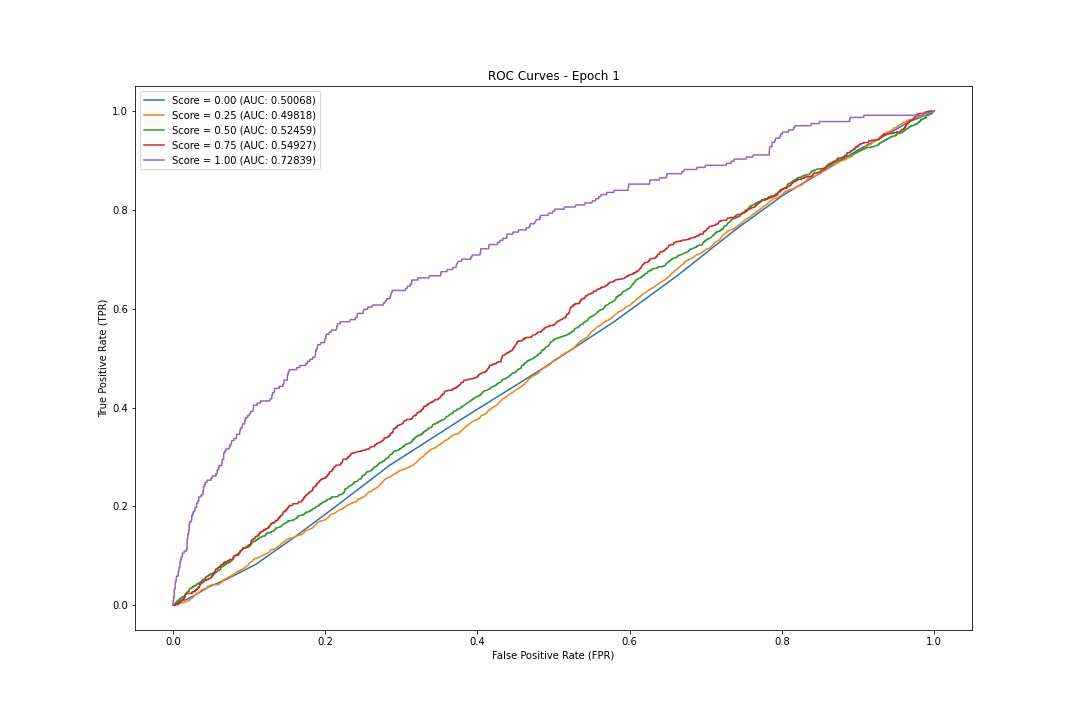 ROC Curves - Epoch 1
Score = 0.00 (AUC: 0.50068)
Score = 0.25 (AUC: 0.49818)
Score = 0.50 (AUC: 0.52459)
Score = 0.75 (AUC: 0.54927)
Score = 1.00 (AUC: 0.72839)
1.0
0.8
0.6
0.4
0.2
0.0
True Positive Rate (TPR)
0.0 0.2 0.4 0.6 0.8 1.0
False Positive Rate (FPR)